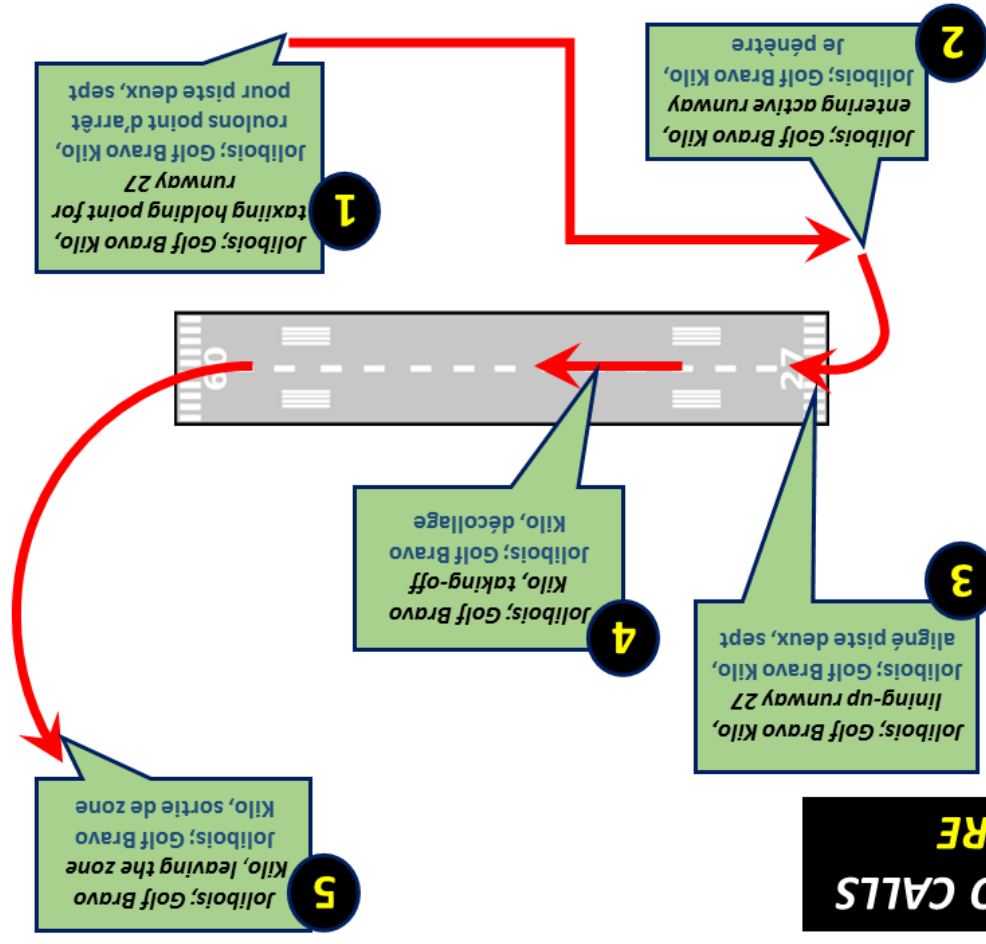 O CALLS
RE
5
Jolibois; Golf Bravo
Kilo, leaving the zone
Jolibois; Golf Bravo
Kilo, sortie de zone
3
Jolibois; Golf Bravo Kilo,
lining-up runway 27
Jolibois; Golf Bravo Kilo,
aligné piste deux, sept
4
Jolibois; Golf Bravo
Kilo, taking-off
Jolibois; Golf Bravo
Kilo, décollage
27
09
1
Jolibois; Golf Bravo Kilo,
taxiing holding point for
runway 27
Jolibois; Golf Bravo Kilo,
roulons point d'arrêt
pour piste deux, sept
2
Jolibois; Golf Bravo Kilo,
entering active runway
Jolibois; Golf Bravo Kilo,
Je pénètre